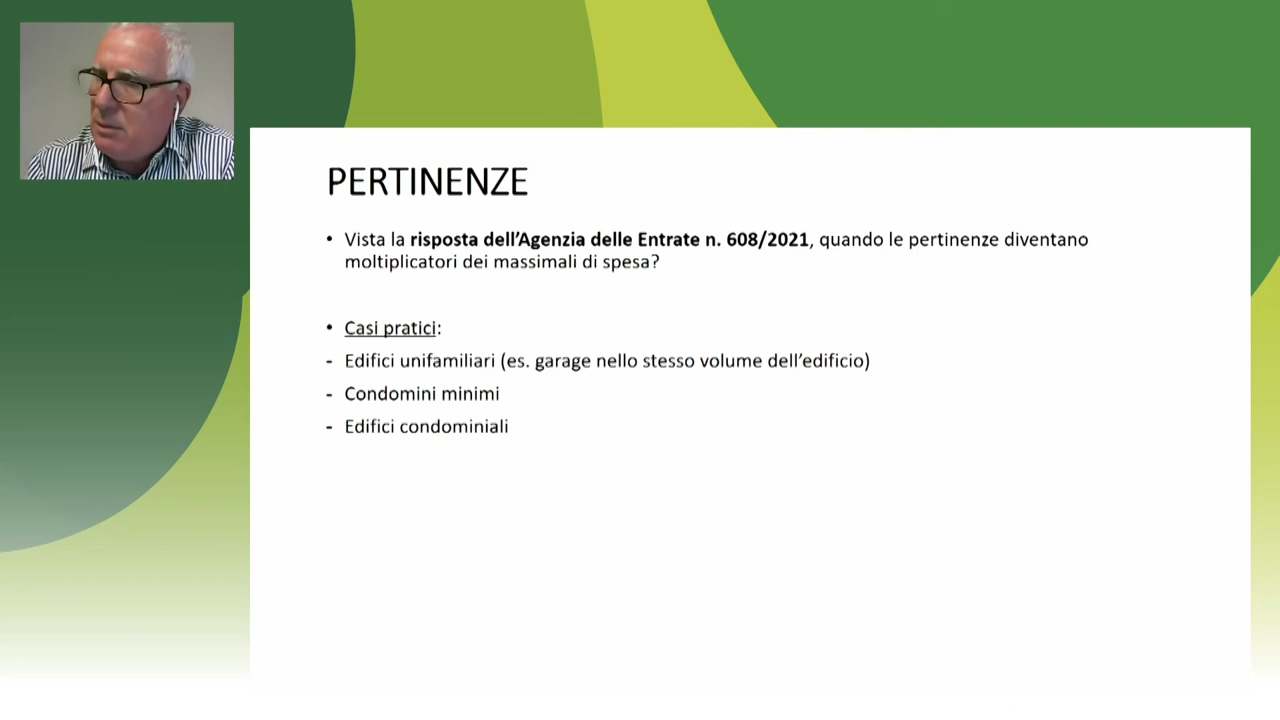 PERTINENZE
• Vista la risposta dell’Agenzia delle Entrate n. 608/2021, quando le pertinenze diventano
moltiplicatori dei massimali di spesa?
• Casi pratici:
- Edifici unifamiliari (es. garage nello stesso volume dell’edificio)
- Condomini minimi
- Edifici condominiali